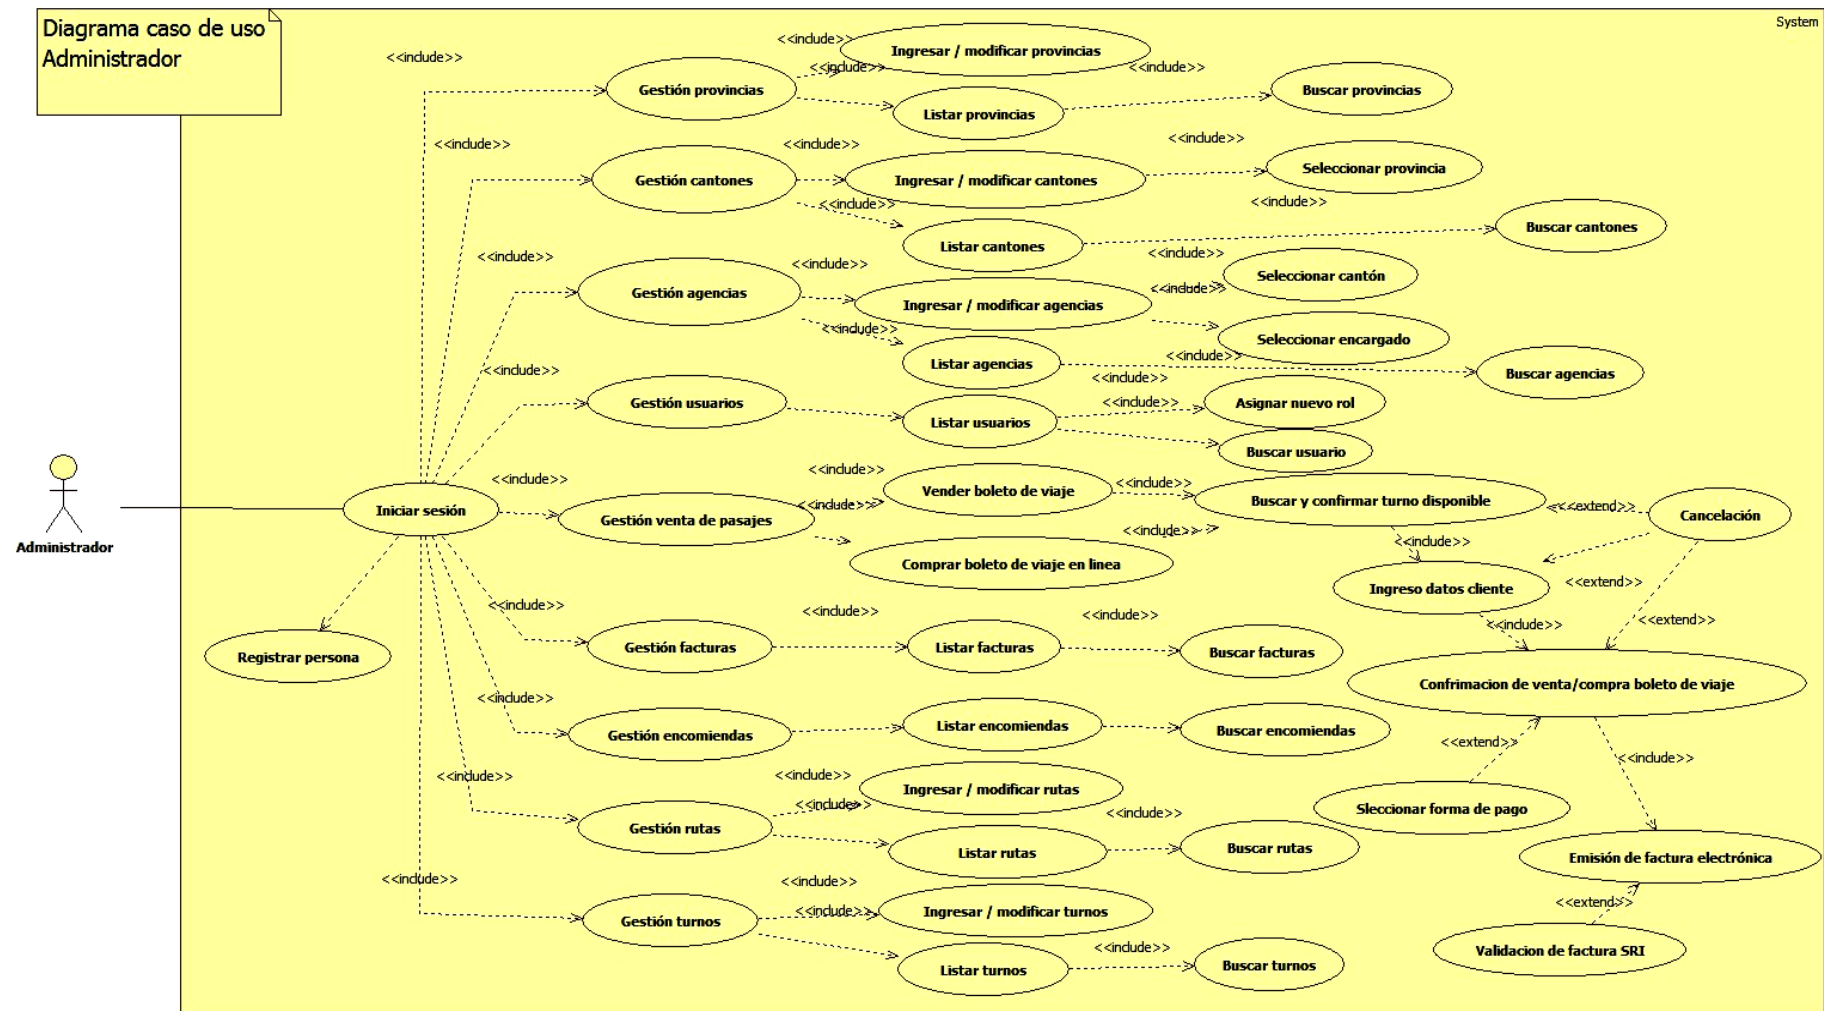 Diagrama caso de uso
Administrador
System
<<include>>
<<include>>
Ingresar / modificar provincias
<<include>>
<<include>>
Gestión provincias
Buscar provincias
Listar provincias
<<include>>
<<include>>
<<include>>
Gestión cantones
Ingresar / modificar cantones
Seleccionar provincia
<<include>>
<<include>>
Listar cantones
Buscar cantones
<<include>>
<<include>>
<<include>>
Gestión agencias
Seleccionar cantón
<<include>>
Ingresar / modificar agencias
<<include>>
Seleccionar encargado
<<include>>
Listar agencias
Buscar agencias
<<include>>
<<include>>
Gestión usuarios
<<include>>
Asignar nuevo rol
Listar usuarios
Buscar usuario
<<include>>
<<include>>
<<include>>
Vender boleto de viaje
Buscar y confirmar turno disponible
Iniciar sesión
<<include>>
<<extend>>
Cancelación
Gestión venta de pasajes
<<include>>
<<include>>
Administrador
Comprar boleto de viaje en linea
<<extend>>
Ingreso datos cliente
<<include>>
<<include>>
<<include>>
<<include>>
<<extend>>
Registrar persona
Gestión facturas
Listar facturas
Buscar facturas
Confrimacion de venta/compra boleto de viaje
<<include>>
Gestión encomiendas
Listar encomiendas
Buscar encomiendas
<<extend>>
<<include>>
<<include>>
<<include>>
Ingresar / modificar rutas
<<include>>
<<include>>
Sleccionar forma de pago
Gestión rutas
Listar rutas
Buscar rutas
Emisión de factura electrónica
<<include>>
<<include>>
<<extend>>
Gestión turnos
<<include>>
Ingresar / modificar turnos
<<include>>
Validacion de factura SRI
Listar turnos
Buscar turnos